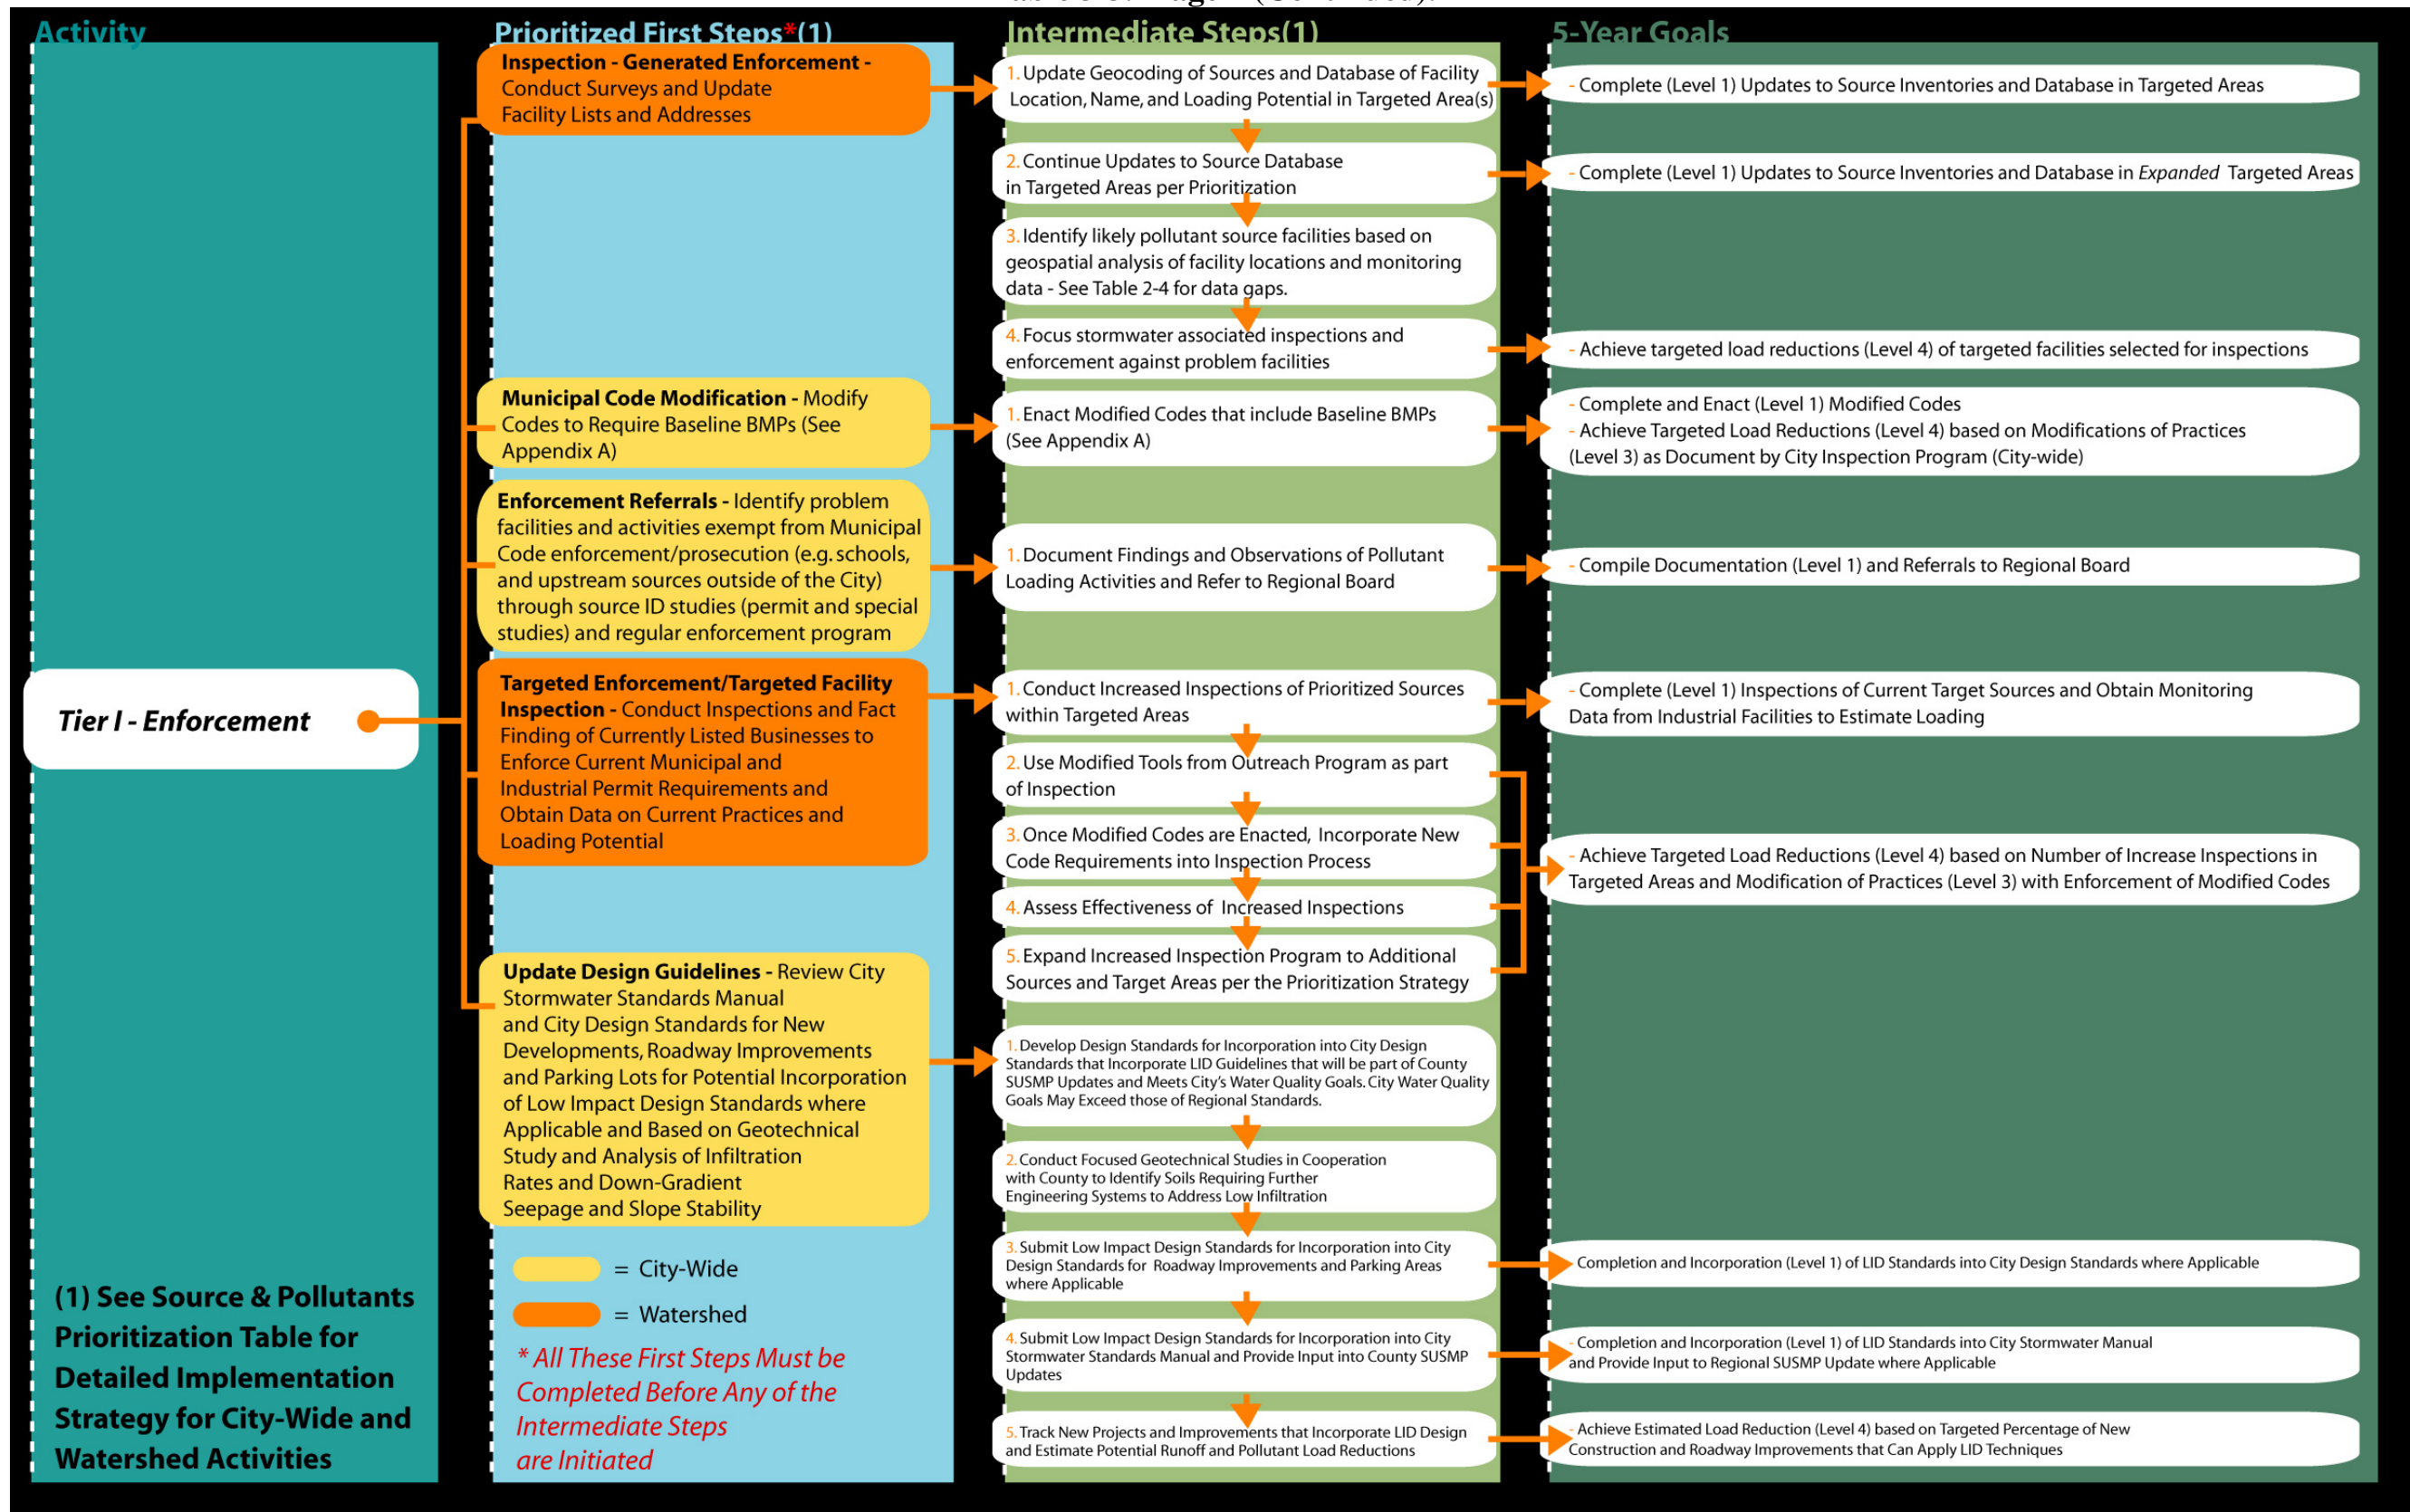 Activity
Prioritized First Steps*(1)
Intermediate Steps(1)
5-Year Goals
Tier I - Enforcement
(1) See Source & Pollutants
Prioritization Table for
Detailed Implementation
Strategy for City-Wide and
Watershed Activities
Inspection - Generated Enforcement -
Conduct Surveys and Update
Facility Lists and Addresses
Municipal Code Modification - Modify
Codes to Require Baseline BMPs (See
Appendix A)
Enforcement Referrals - Identify problem
facilities and activities exempt from Municipal
Code enforcement/prosecution (e.g. schools,
and upstream sources outside of the City)
through source ID studies (permit and special
studies) and regular enforcement program
Targeted Enforcement/Targeted Facility
Inspection - Conduct Inspections and Fact
Finding of Currently Listed Businesses to
Enforce Current Municipal and
Industrial Permit Requirements and
Obtain Data on Current Practices and
Loading Potential
Update Design Guidelines - Review City
Stormwater Standards Manual
and City Design Standards for New
Developments, Roadway Improvements
and Parking Lots for Potential Incorporation
of Low Impact Design Standards where
Applicable and Based on Geotechnical
Study and Analysis of Infiltration
Rates and Down-Gradient
Seepage and Slope Stability
= City-Wide
= Watershed
* All These First Steps Must be
Completed Before Any of the
Intermediate Steps
are Initiated
1. Update Geocoding of Sources and Database of Facility
Location, Name, and Loading Potential in Targeted Area(s)
2. Continue Updates to Source Database
in Targeted Areas per Prioritization
3. Identify likely pollutant source facilities based on
geospatial analysis of facility locations and monitoring
data - See Table 2-4 for data gaps.
4. Focus stormwater associated inspections and
enforcement against problem facilities
1. Enact Modified Codes that include Baseline BMPs
(See Appendix A)
1. Document Findings and Observations of Pollutant
Loading Activities and Refer to Regional Board
1. Conduct Increased Inspections of Prioritized Sources
within Targeted Areas
2. Use Modified Tools from Outreach Program as part
of Inspection
3. Once Modified Codes are Enacted, Incorporate New
Code Requirements into Inspection Process
4. Assess Effectiveness of Increased Inspections
5. Expand Increased Inspection Program to Additional
Sources and Target Areas per the Prioritization Strategy
1. Develop Design Standards for Incorporation into City Design
Standards that Incorporate LID Guidelines that will be part of County
SUSMP Updates and Meets City's Water Quality Goals. City Water Quality
Goals May Exceed those of Regional Standards.
2. Conduct Focused Geotechnical Studies in Cooperation
with County to Identify Soils Requiring Further
Engineering Systems to Address Low Infiltration
3. Submit Low Impact Design Standards for Incorporation into City
Design Standards for Roadway Improvements and Parking Areas
where Applicable
4. Submit Low Impact Design Standards for Incorporation into City
Stormwater Standards Manual and Provide Input into County SUSMP
Updates
5. Track New Projects and Improvements that Incorporate LID Design
and Estimate Potential Runoff and Pollutant Load Reductions
- Complete (Level 1) Updates to Source Inventories and Database in Targeted Areas
- Complete (Level 1) Updates to Source Inventories and Database in Expanded Targeted Areas
- Achieve targeted load reductions (Level 4) of targeted facilities selected for inspections
- Complete and Enact (Level 1) Modified Codes
- Achieve Targeted Load Reductions (Level 4) based on Modifications of Practices
(Level 3) as Document by City Inspection Program (City-wide)
- Compile Documentation (Level 1) and Referrals to Regional Board
- Complete (Level 1) Inspections of Current Target Sources and Obtain Monitoring
Data from Industrial Facilities to Estimate Loading
- Achieve Targeted Load Reductions (Level 4) based on Number of Increase Inspections in
Targeted Areas and Modification of Practices (Level 3) with Enforcement of Modified Codes
Completion and Incorporation (Level 1) of LID Standards into City Design Standards where Applicable
- Completion and Incorporation (Level 1) of LID Standards into City Stormwater Manual
and Provide Input to Regional SUSMP Update where Applicable
- Achieve Estimated Load Reduction (Level 4) based on Targeted Percentage of New
Construction and Roadway Improvements that Can Apply LID Techniques